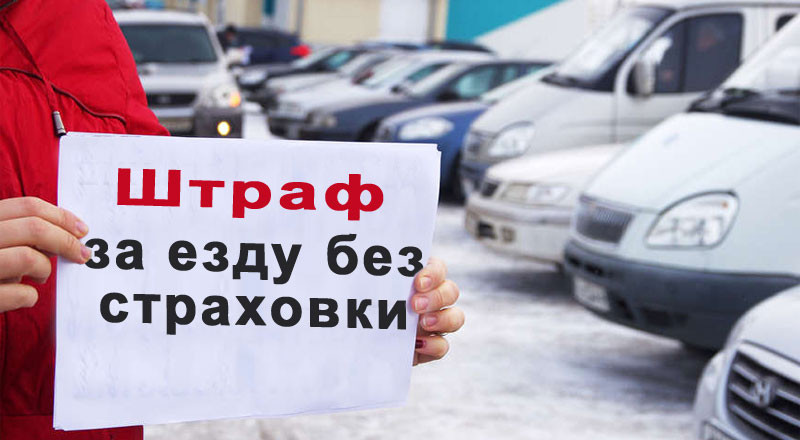 Штраф
за езду без
страховки